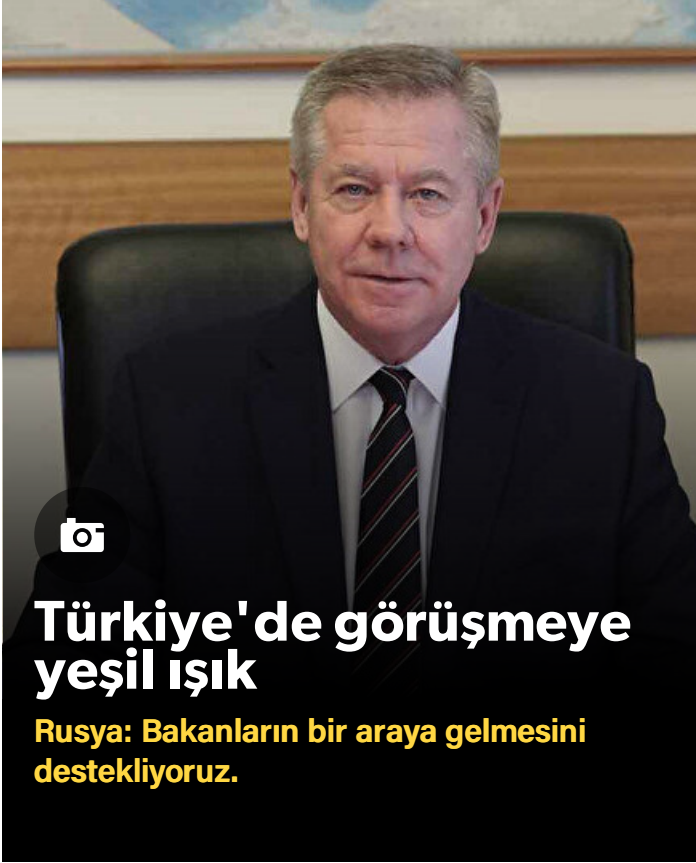 Türkiye'de görüşmeye
yeşil ışık
Rusya: Bakanların bir araya gelmesini
destekliyoruz.